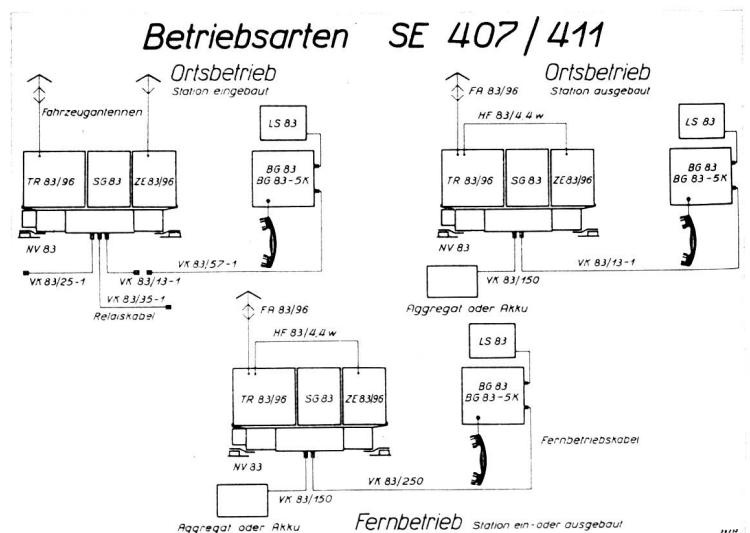 Betriebsarten SE 407/411
Ortsbetrieb
Station eingebaut
Fahrzeugantennen
LS 83
BG 83
BG 83-5K
TR 83/96
SG 83
ZE 83/96
NV 83
VK 83/25-1
VK 83/13-1
VK 83/57-1
VK 83/35-1
Relaiskabel
Ortsbetrieb
Station ausgebaut
FA 83/96
HF 83/4,4 w
LS 83
BG 83
BG 83-5K
TR 83/96
SG 83
ZE 83/96
NV 83
VK 83/150
VK 83/13-1
Aggregat oder Akku
FA 83/96
HF 83/4,4 w
LS 83
BG 83
BG 83-5K
TR 83/96
SG 83
ZE 83/96
Fernbetriebskabel
NV 83
VK 83/150
VK 83/250
Aggregat oder Akku
Fernbetrieb Station ein- oder ausgebaut